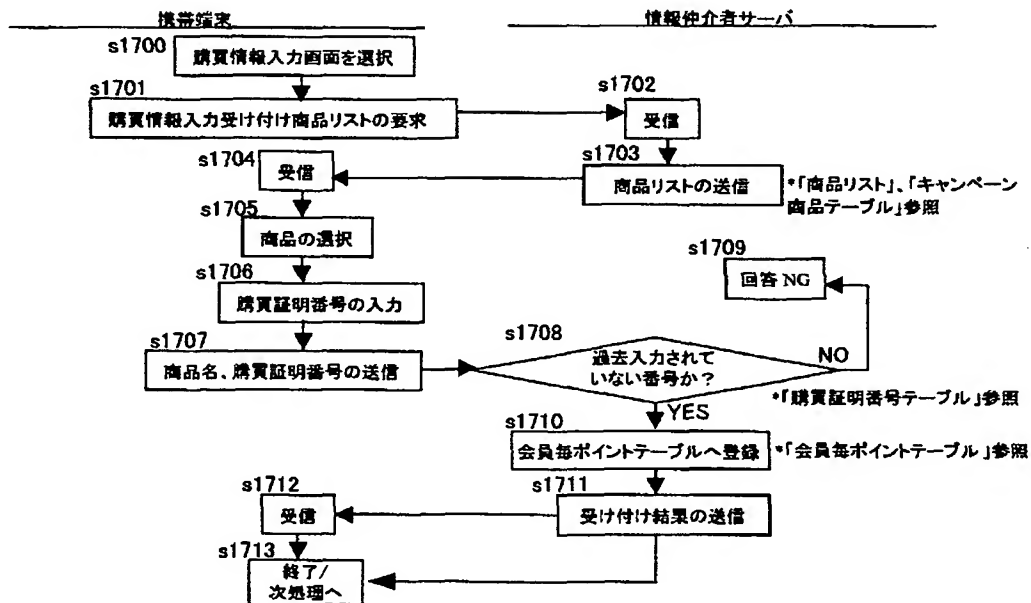 携帯端末
情報仲介者サーバ
s1700
購買情報入力画面を選択
s1701
購買情報入力受け付け商品リストの要求
s1702
受信
s1703
商品リストの送信
*「商品リスト」、「キャンペーン
商品テーブル」参照
s1704
受信
s1705
商品の選択
s1706
購買証明番号の入力
s1707
商品名、購買証明番号の送信
s1708
過去入力されて
いない番号か？
NO
s1709
回答 NG
*「購買証明番号テーブル」参照
YES
s1710
会員毎ポイントテーブルへ登録
*「会員毎ポイントテーブル」参照
s1711
受け付け結果の送信
s1712
受信
s1713
終了/
次処理へ